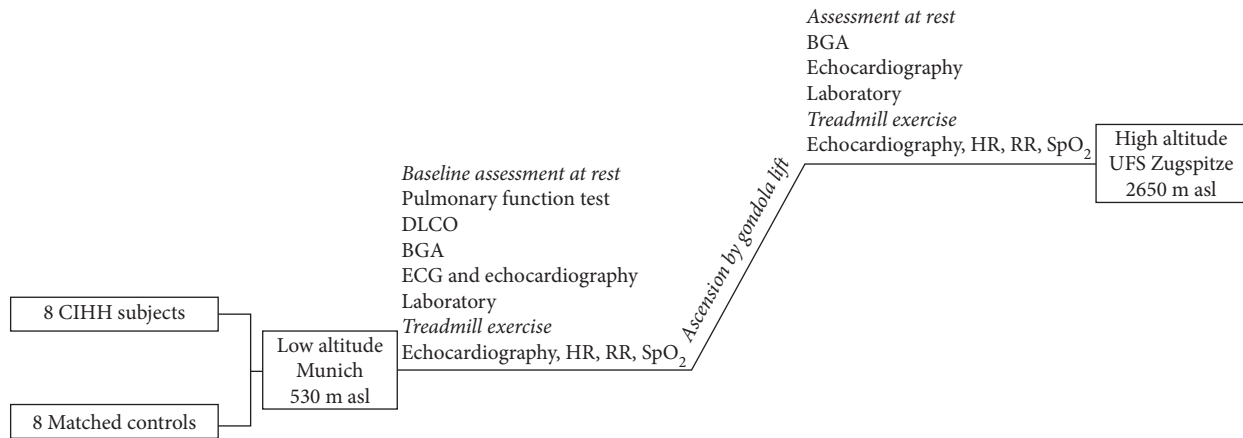 8 CIHH subjects
8 Matched controls
Low altitude
Munich
530 m asl
Baseline assessment at rest
Pulmonary function test
DLCO
BGA
ECG and echocardiography
Laboratory
Treadmill exercise
Echocardiography, HR, RR, SpO₂
Ascension by gondola lift
Assessment at rest
BGA
Echocardiography
Laboratory
Treadmill exercise
Echocardiography, HR, RR, SpO₂
High altitude
UFS Zugspitze
2650 m asl